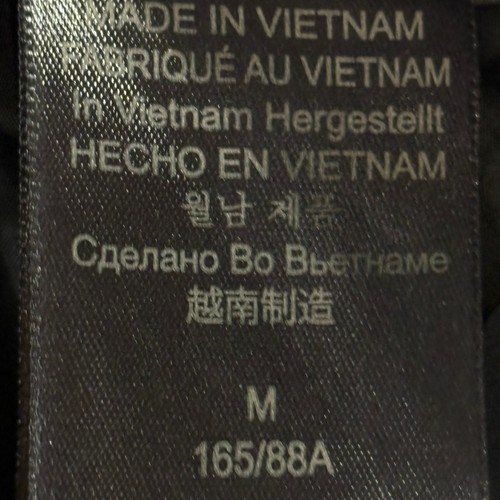 MADE IN VIETNAM
FABRIQUÉ AU VIETNAM
In Vietnam Hergestellt
HECHO EN VIETNAM
월남 제품
Сделано Во Вьетнаме
越南制造
M
165/88A